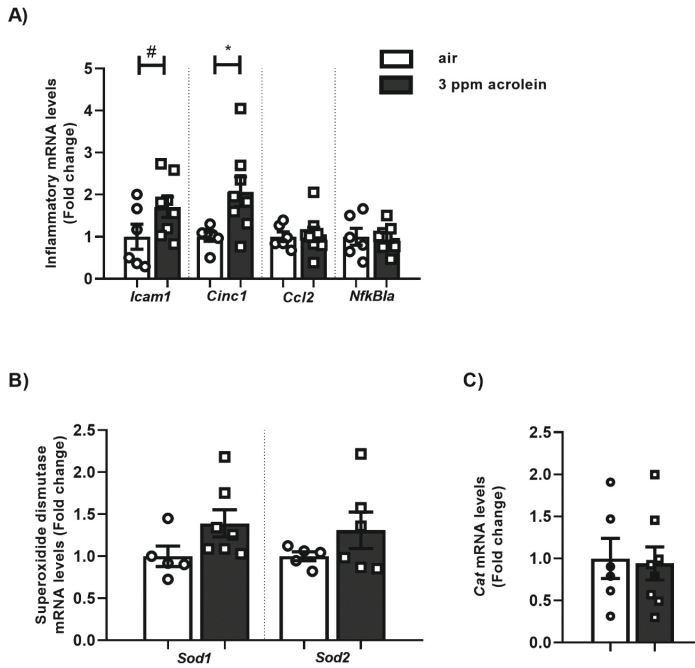 A)
# *
air
3 ppm acrolein
Inflammatory mRNA levels
(Fold change)
5
4
3
2
1
0
Icam1 Cinc1 Ccl2 NfkBla
B)
Superoxidide dismutase
mRNA levels (Fold change)
2.5
2.0
1.5
1.0
0.5
0.0
Sod1 Sod2
C)
Cat mRNA levels
(Fold change)
2.5
2.0
1.5
1.0
0.5
0.0